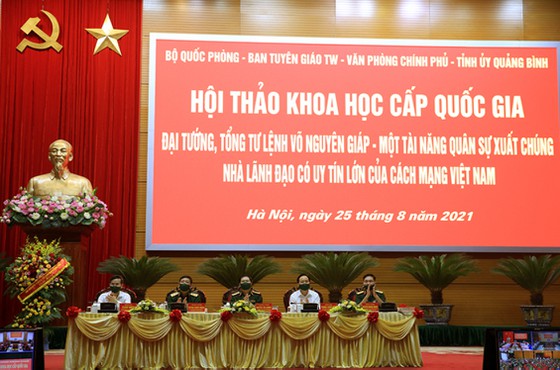 BỘ QUỐC PHÒNG - BAN TUYÊN GIÁO TW - VĂN PHÒNG CHÍNH PHỦ - TỈNH ỦY QUẢNG BÌNH
HỘI THẢO KHOA HỌC CẤP QUỐC GIA
ĐẠI TƯỚNG, TỔNG TƯ LỆNH VÕ NGUYÊN GIÁP - MỘT TÀI NĂNG QUÂN SỰ XUẤT CHÚNG
NHÀ LÃNH ĐẠO CÓ UY TÍN LỚN CỦA CÁCH MẠNG VIỆT NAM
Hà Nội, ngày 25 tháng 8 năm 2021